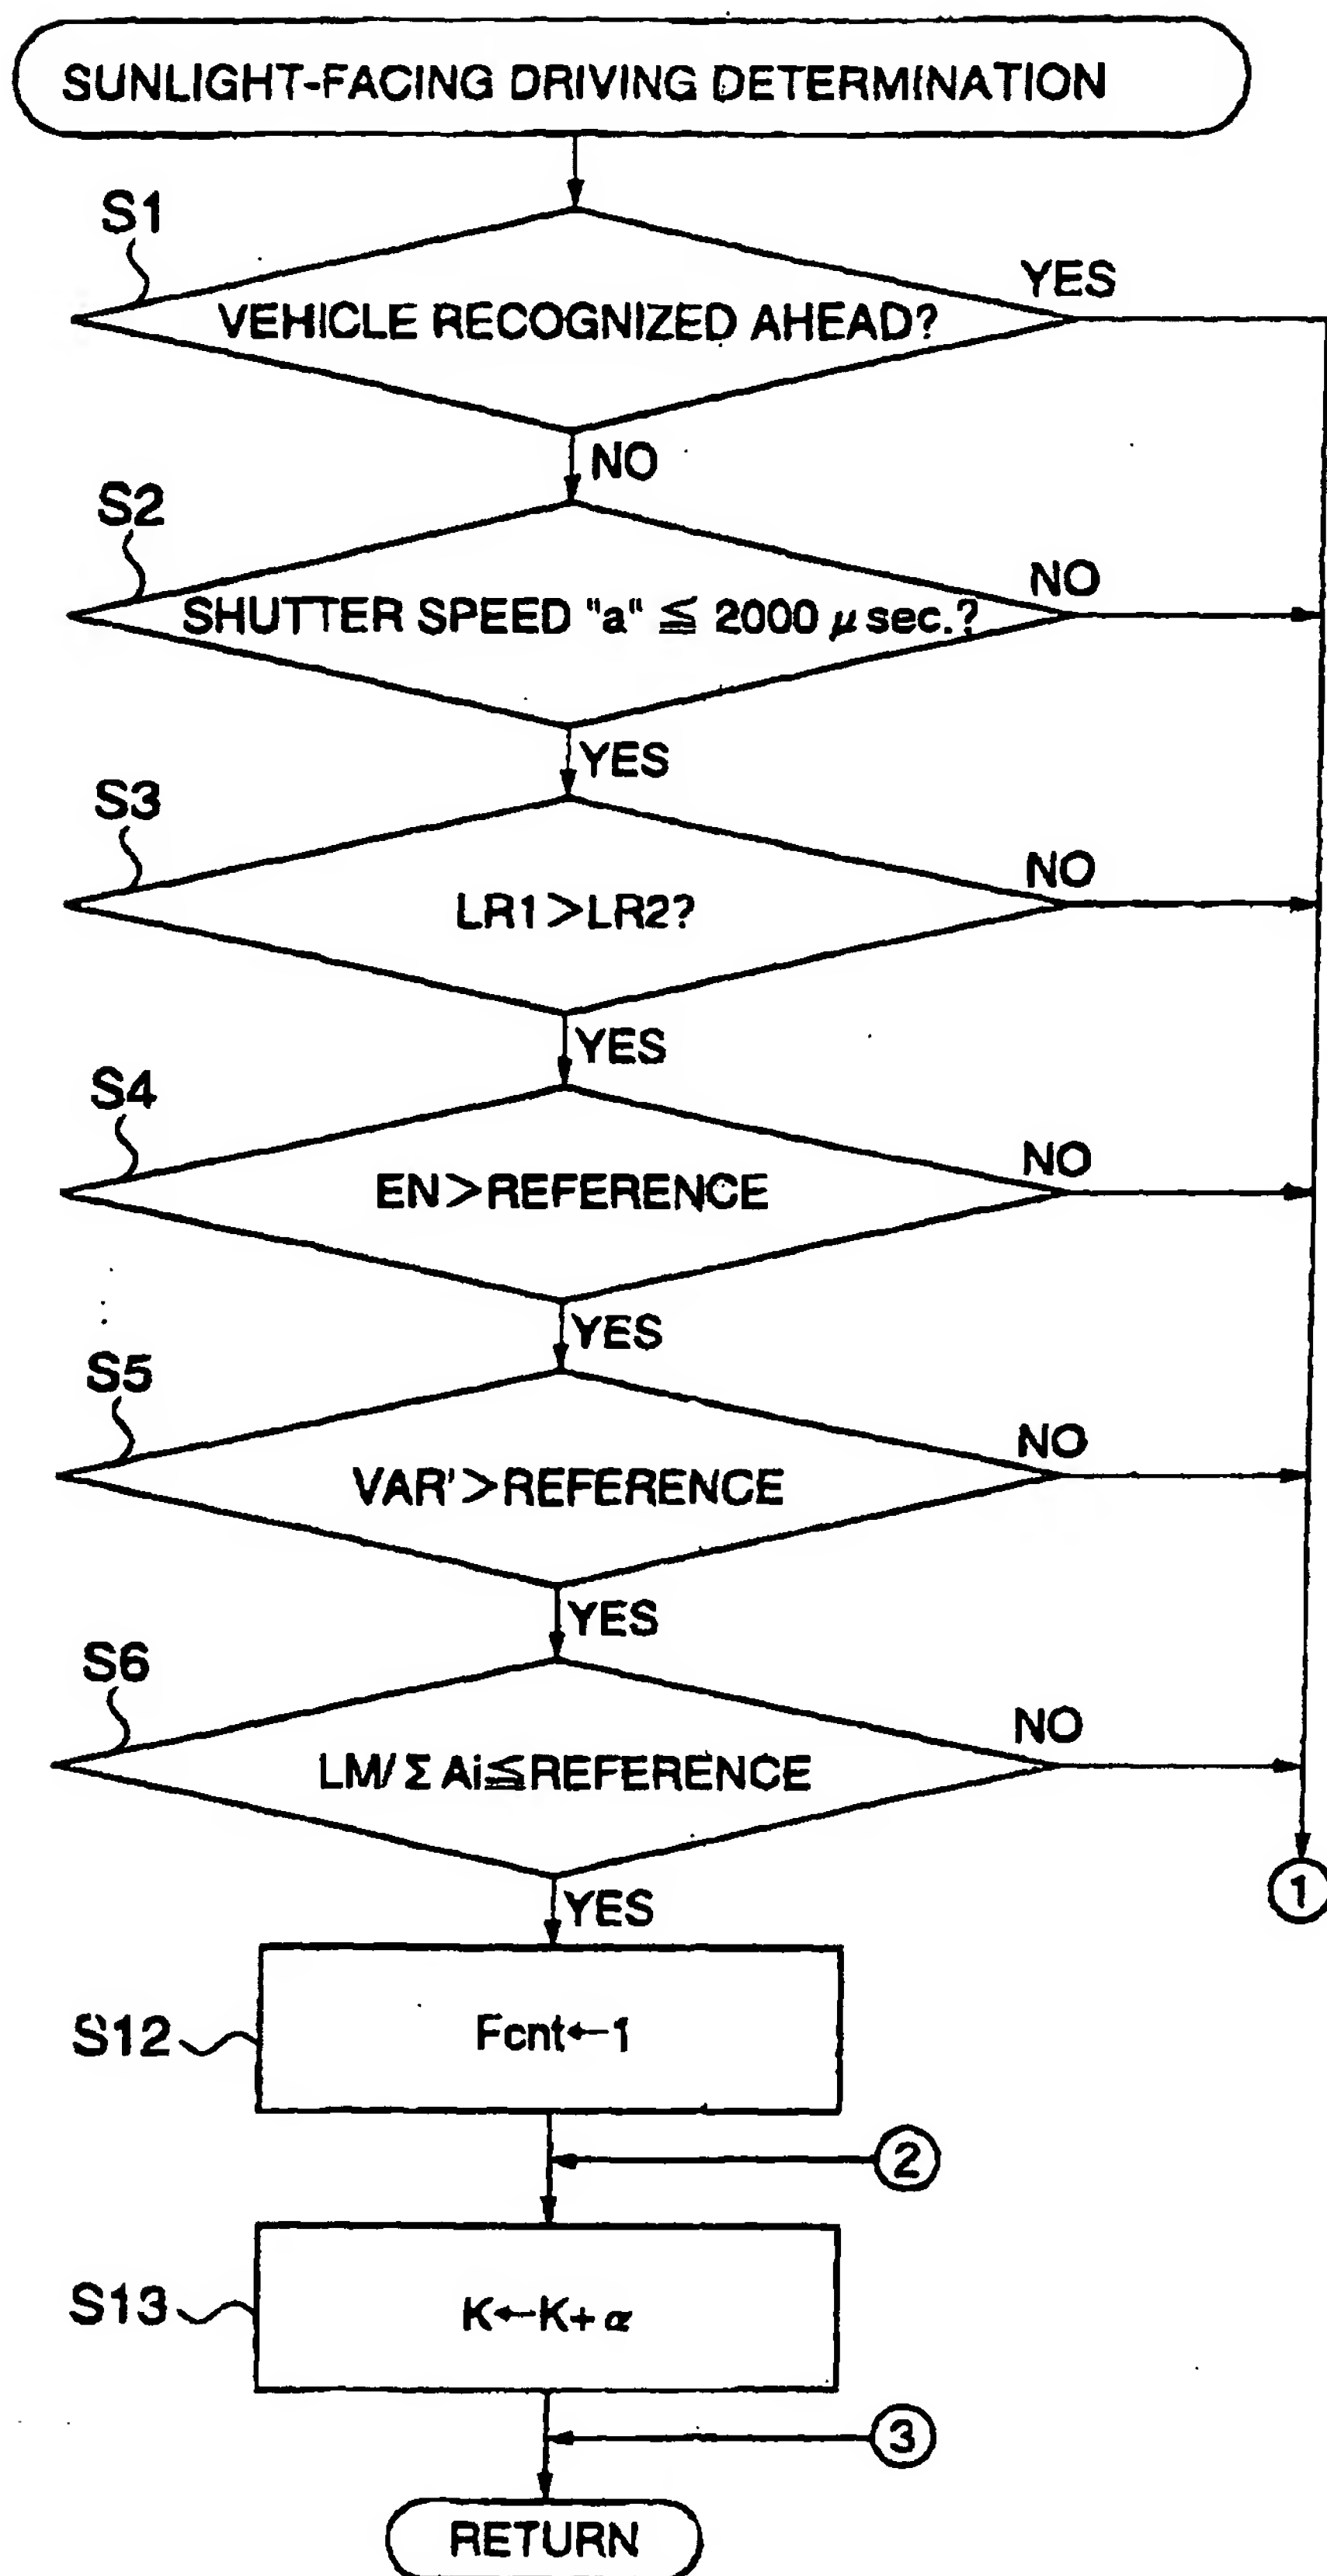 SUNLIGHT-FACING DRIVING DETERMINATION
S1
YES
VEHICLE RECOGNIZED AHEAD?
NO
S2
NO
SHUTTER SPEED "a" ≦ 2000 μ sec.?
YES
S3
NO
LR1>LR2?
YES
S4
NO
EN>REFERENCE
YES
S5
NO
VAR'>REFERENCE
YES
S6
NO
LM/ΣAi≦REFERENCE
①
YES
S12
Fcnt←1
②
S13
K←K+α
③
RETURN